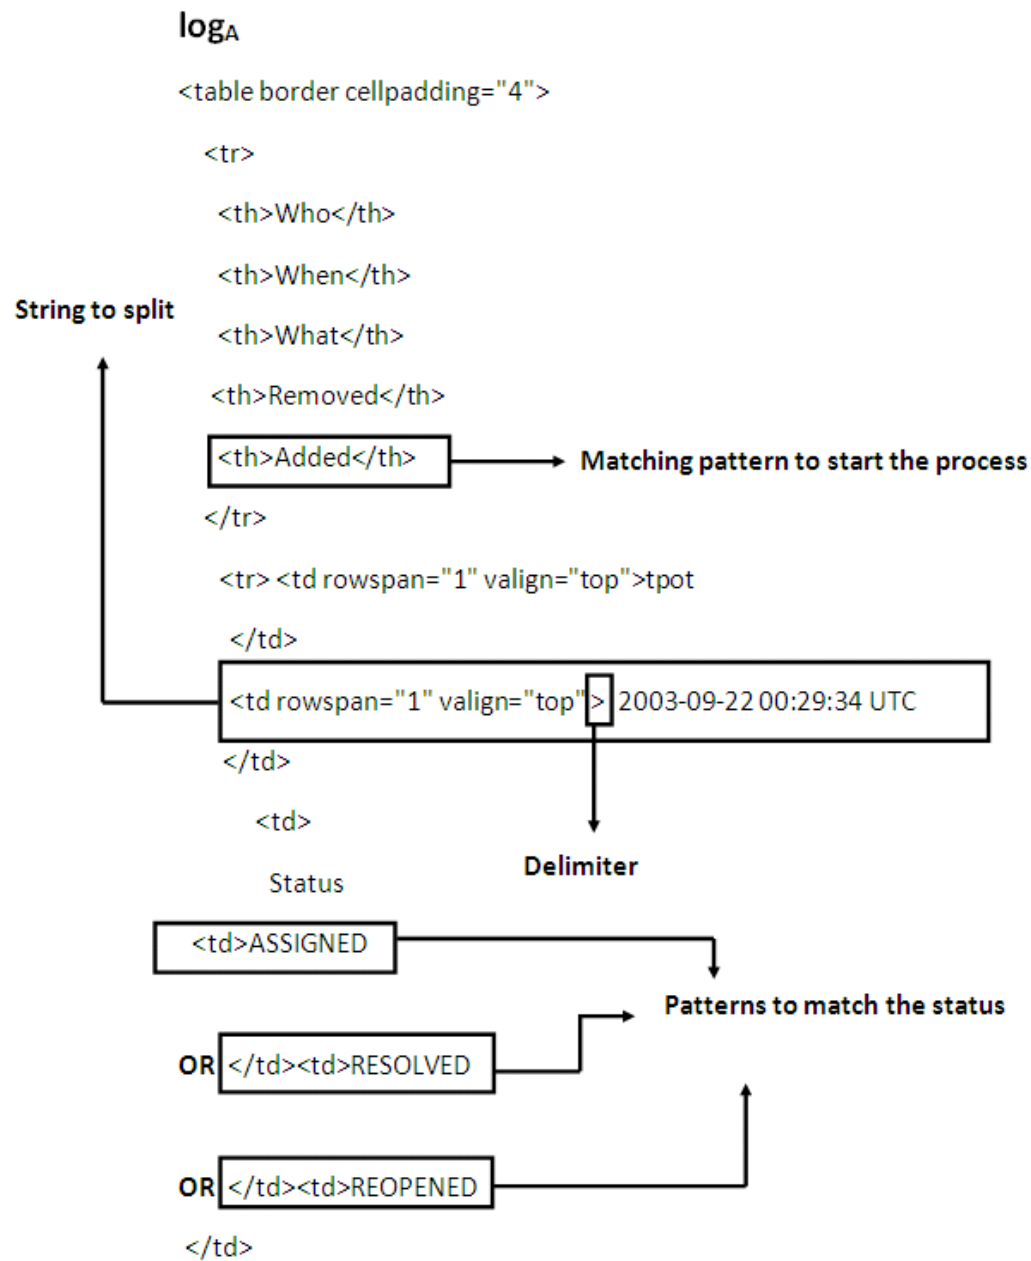 logA
<table border cellpadding="4">
<tr>
<th>Who</th>
<th>When</th>
String to split
<th>What</th>
<th>Removed</th>
<th>Added</th>
Matching pattern to start the process
</tr>
<tr> <td rowspan="1" valign="top">tpot
</td>
<td rowspan="1" valign="top"> 2003-09-22 00:29:34 UTC
</td>
<td>
Delimiter
Status
<td>ASSIGNED
Patterns to match the status
OR </td><td>RESOLVED
OR </td><td>REOPENED
</td>